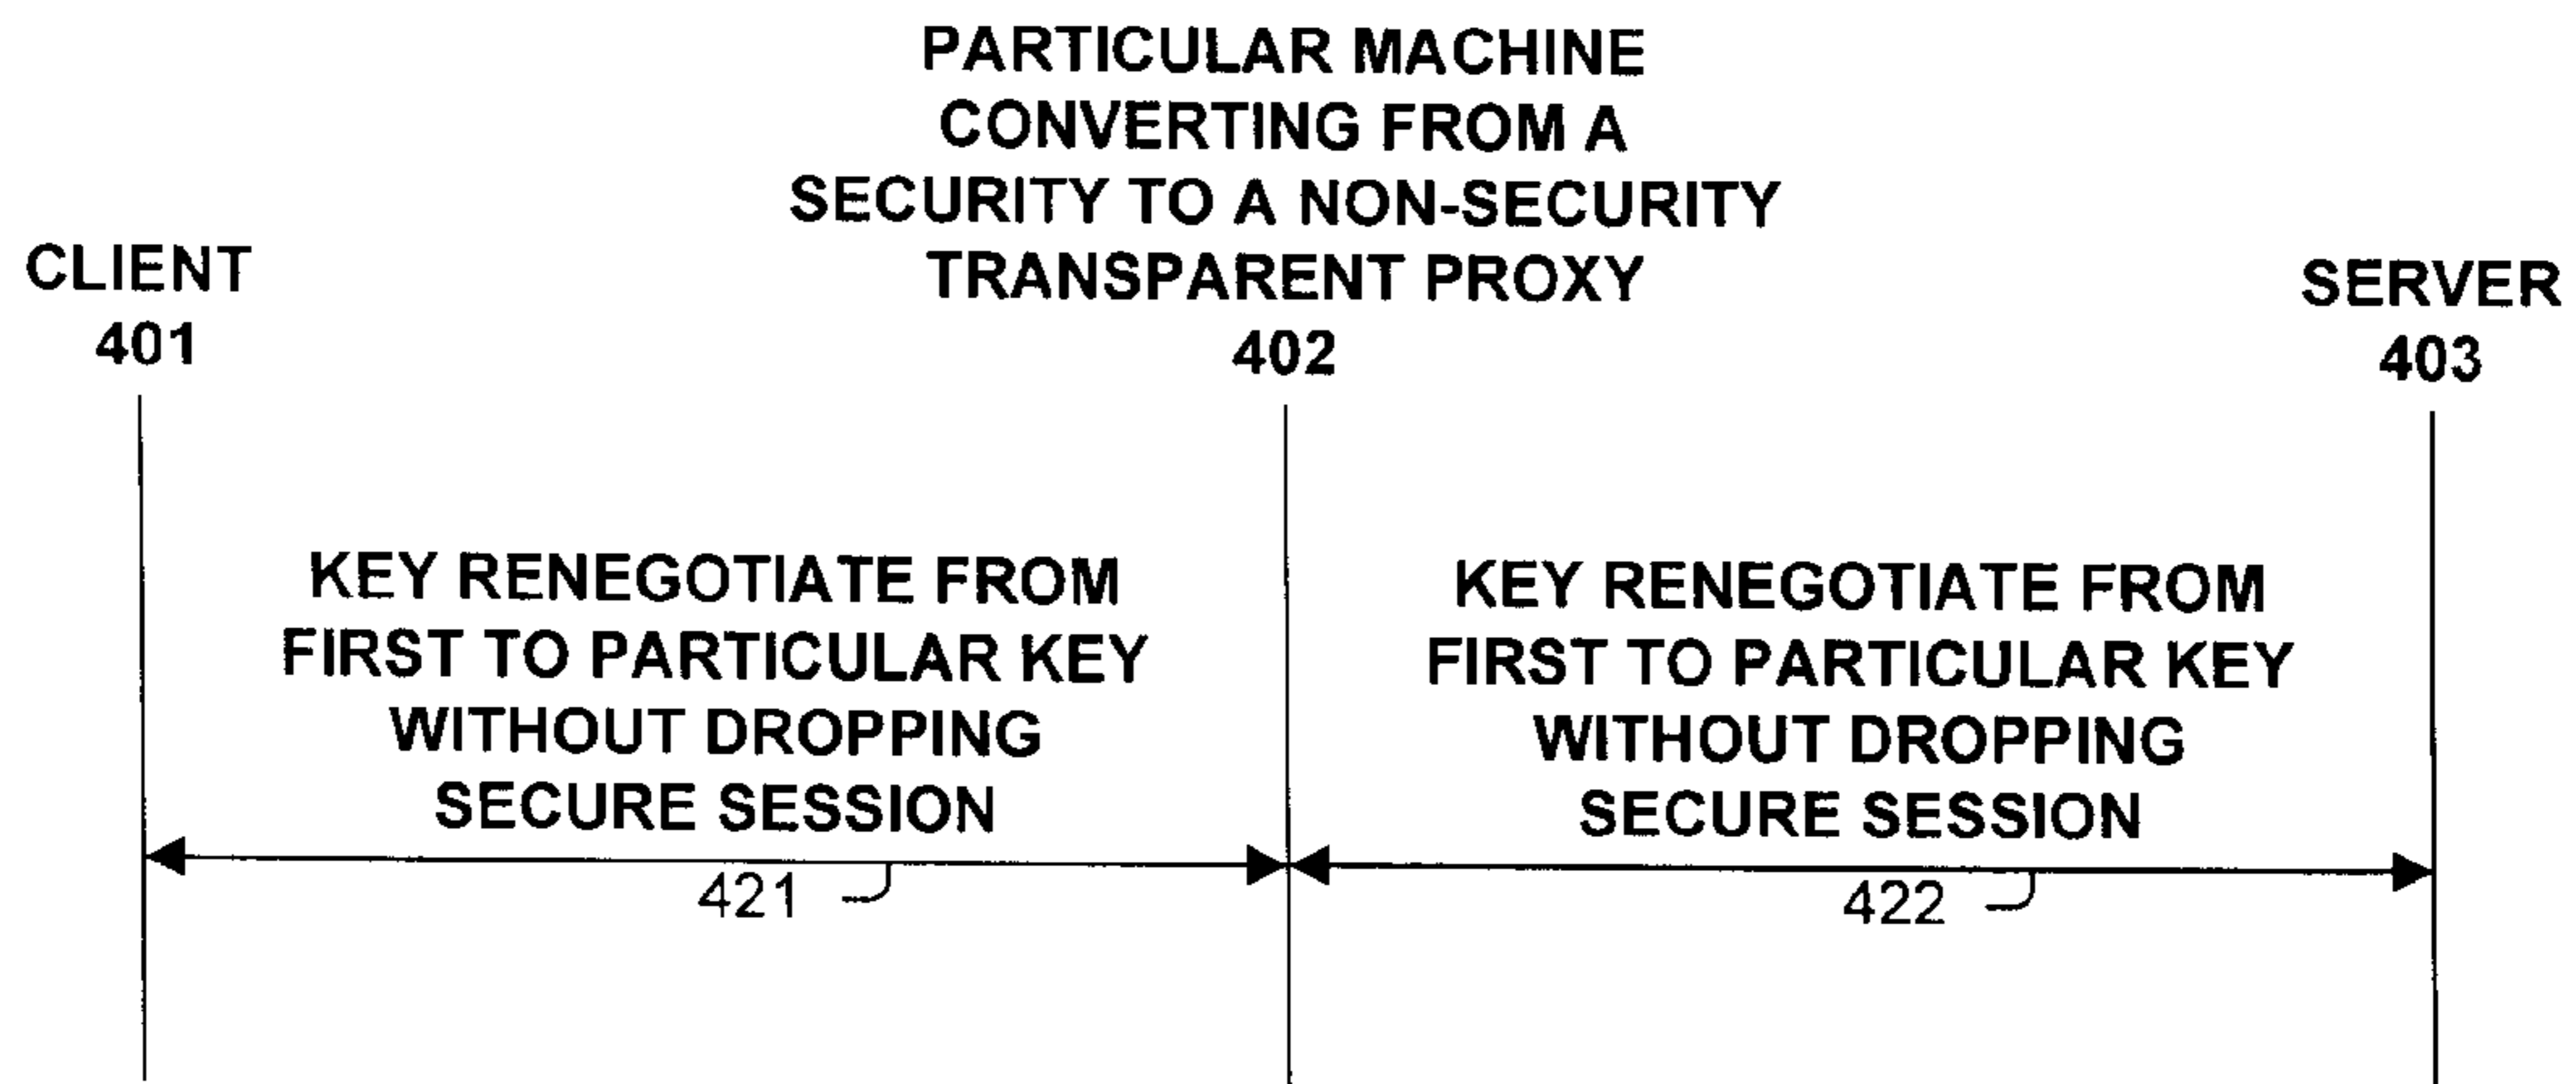 PARTICULAR MACHINE
CONVERTING FROM A
SECURITY TO A NON-SECURITY
TRANSPARENT PROXY
402
CLIENT
401
SERVER
403
KEY RENEGOTIATE FROM
FIRST TO PARTICULAR KEY
WITHOUT DROPPING
SECURE SESSION
421
KEY RENEGOTIATE FROM
FIRST TO PARTICULAR KEY
WITHOUT DROPPING
SECURE SESSION
422